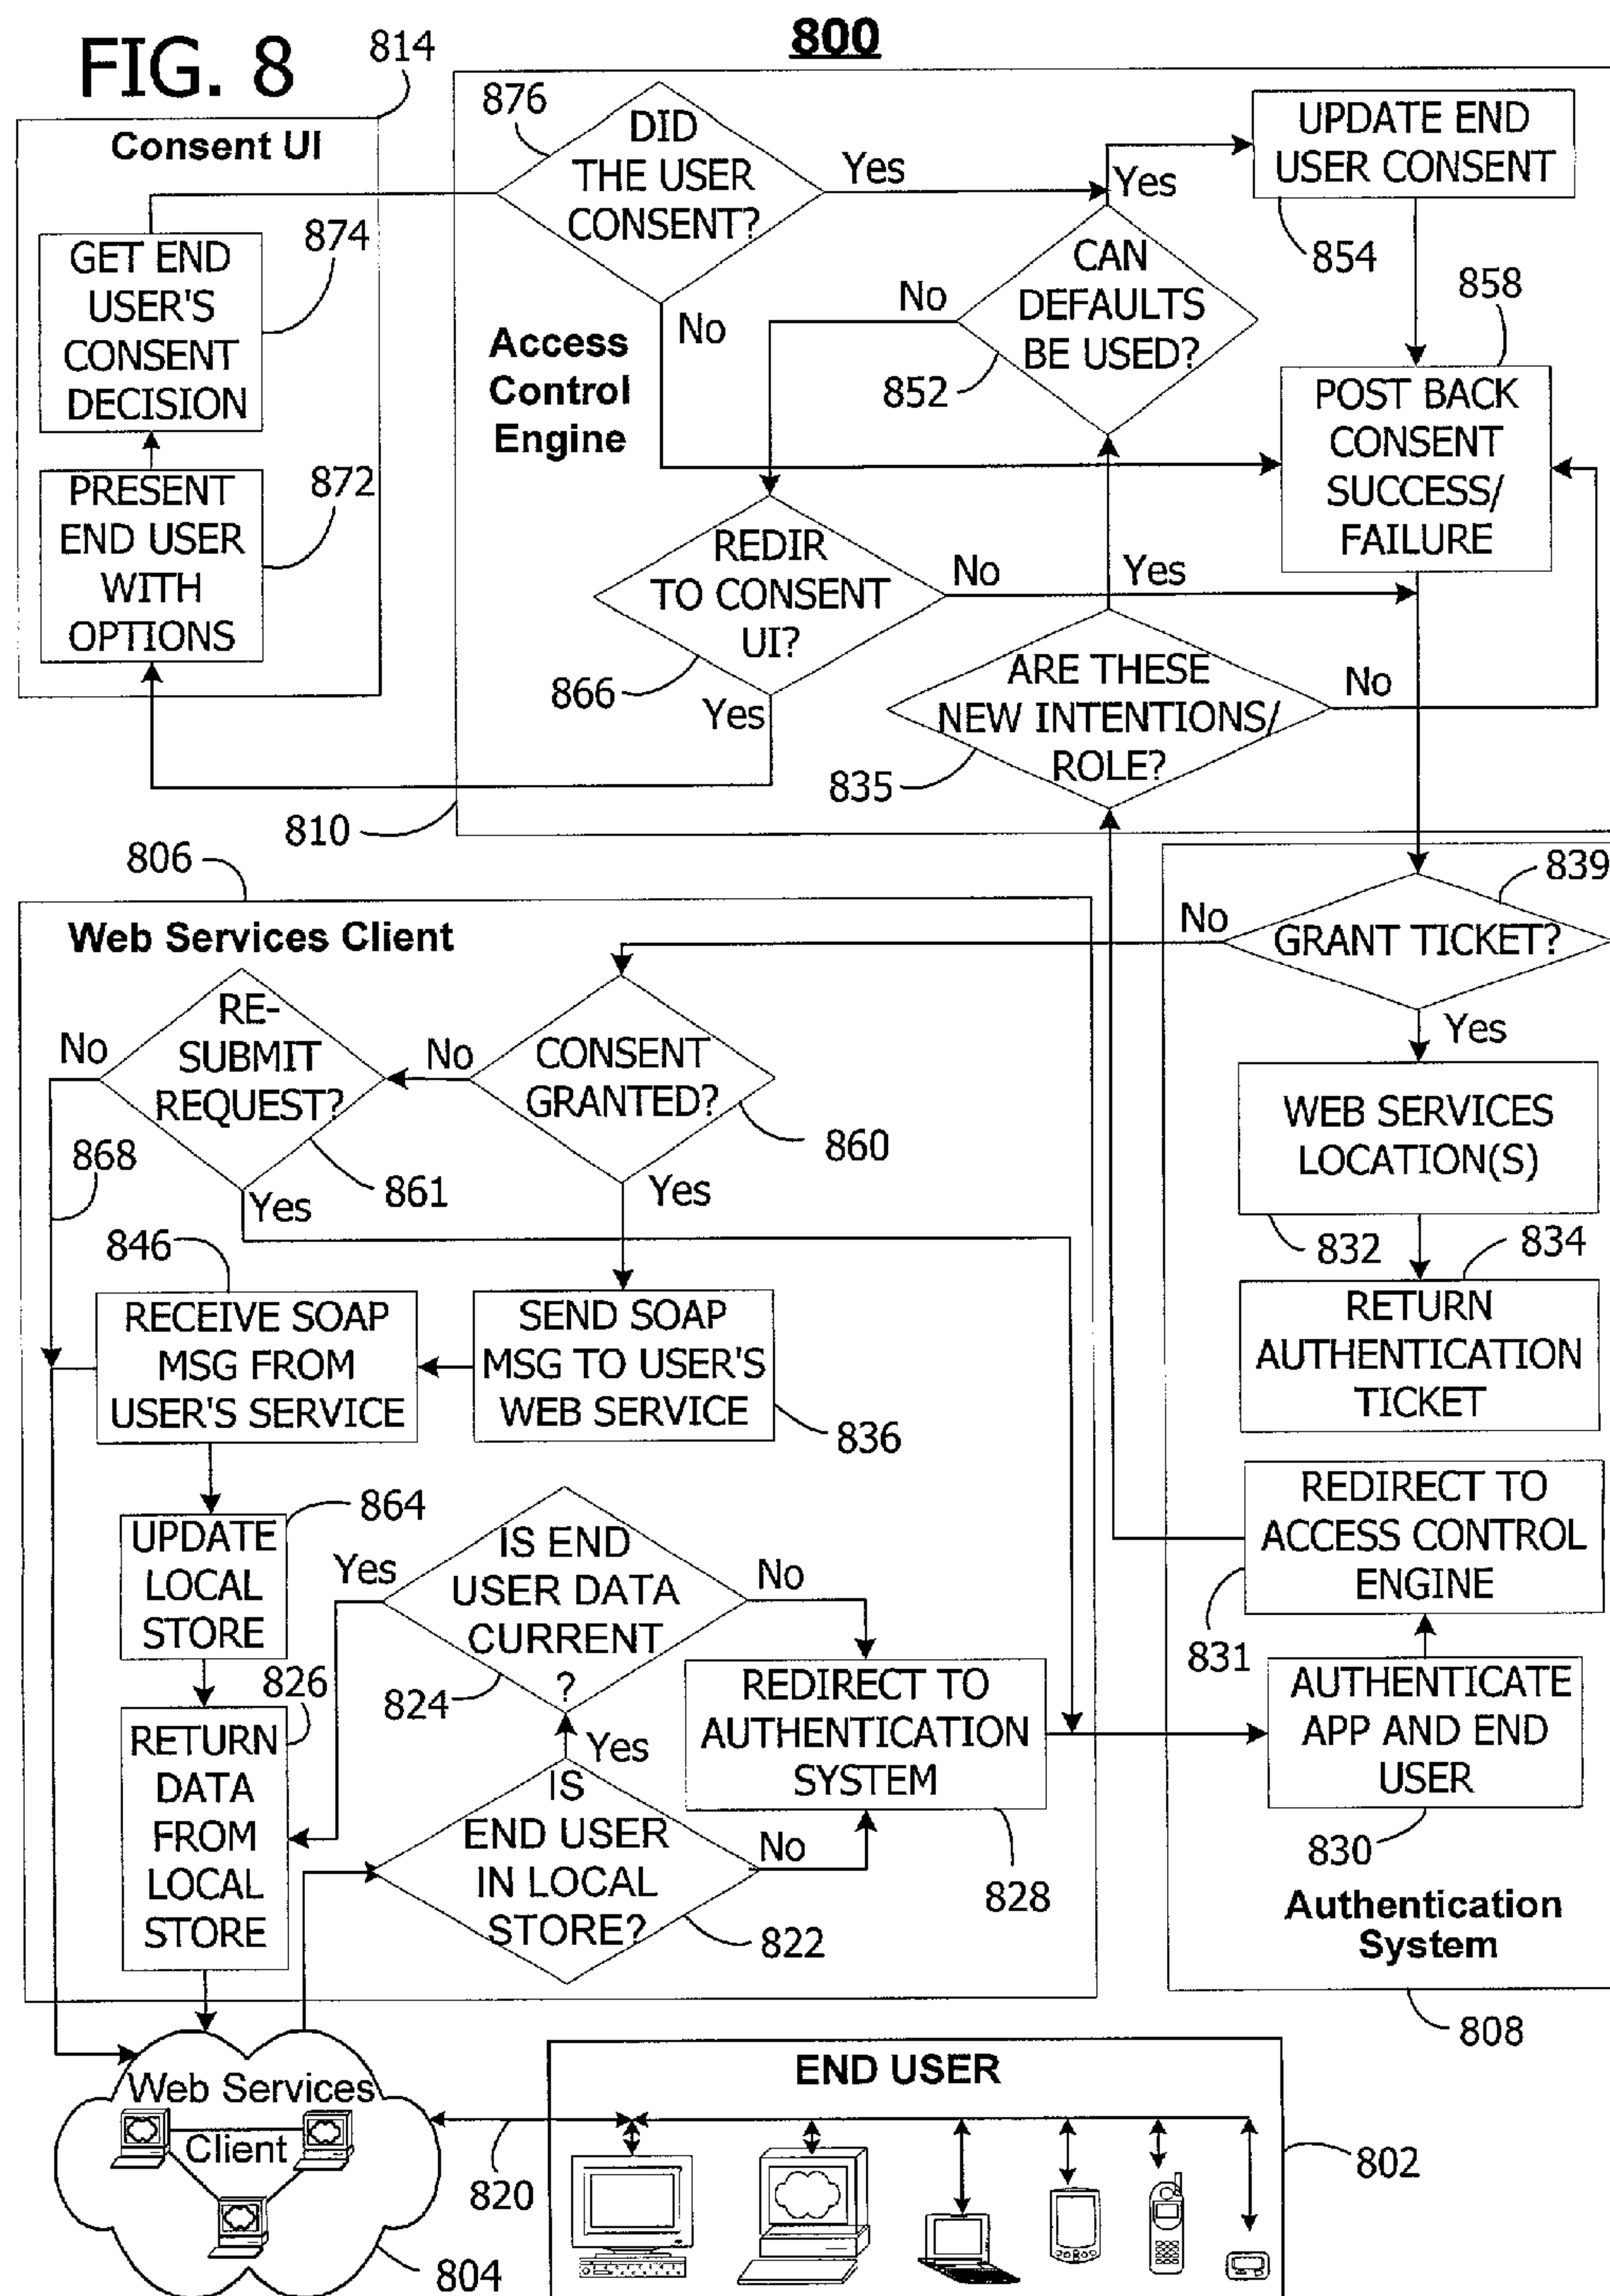 FIG. 8
800
814
Consent UI
GET END
USER'S
CONSENT
DECISION
874
PRESENT
END USER
WITH
OPTIONS
872
876
DID
THE USER
CONSENT?
Yes
No
Access
Control
Engine
Yes
CAN
DEFAULTS
BE USED?
No
852
UPDATE END
USER CONSENT
854
858
POST BACK
CONSENT
SUCCESS/
FAILURE
REDIR
TO CONSENT
UI?
No
866
Yes
Yes
ARE THESE
NEW INTENTIONS/
ROLE?
No
835
810
806
Web Services Client
839
GRANT TICKET?
No
Yes
RE-
SUBMIT
REQUEST?
No
868
861
Yes
CONSENT
GRANTED?
No
860
Yes
WEB SERVICES
LOCATION(S)
832
834
RETURN
AUTHENTICATION
TICKET
846
RECEIVE SOAP
MSG FROM
USER'S SERVICE
SEND SOAP
MSG TO USER'S
WEB SERVICE
836
864
UPDATE
LOCAL
STORE
Yes
IS END
USER DATA
CURRENT
?
No
824
REDIRECT TO
ACCESS CONTROL
ENGINE
831
826
RETURN
DATA
FROM
LOCAL
STORE
Yes
IS
END USER
IN LOCAL
STORE?
No
822
REDIRECT TO
AUTHENTICATION
SYSTEM
828
AUTHENTICATE
APP AND END
USER
830
Authentication
System
808
Web Services
Client
804
820
END USER
802